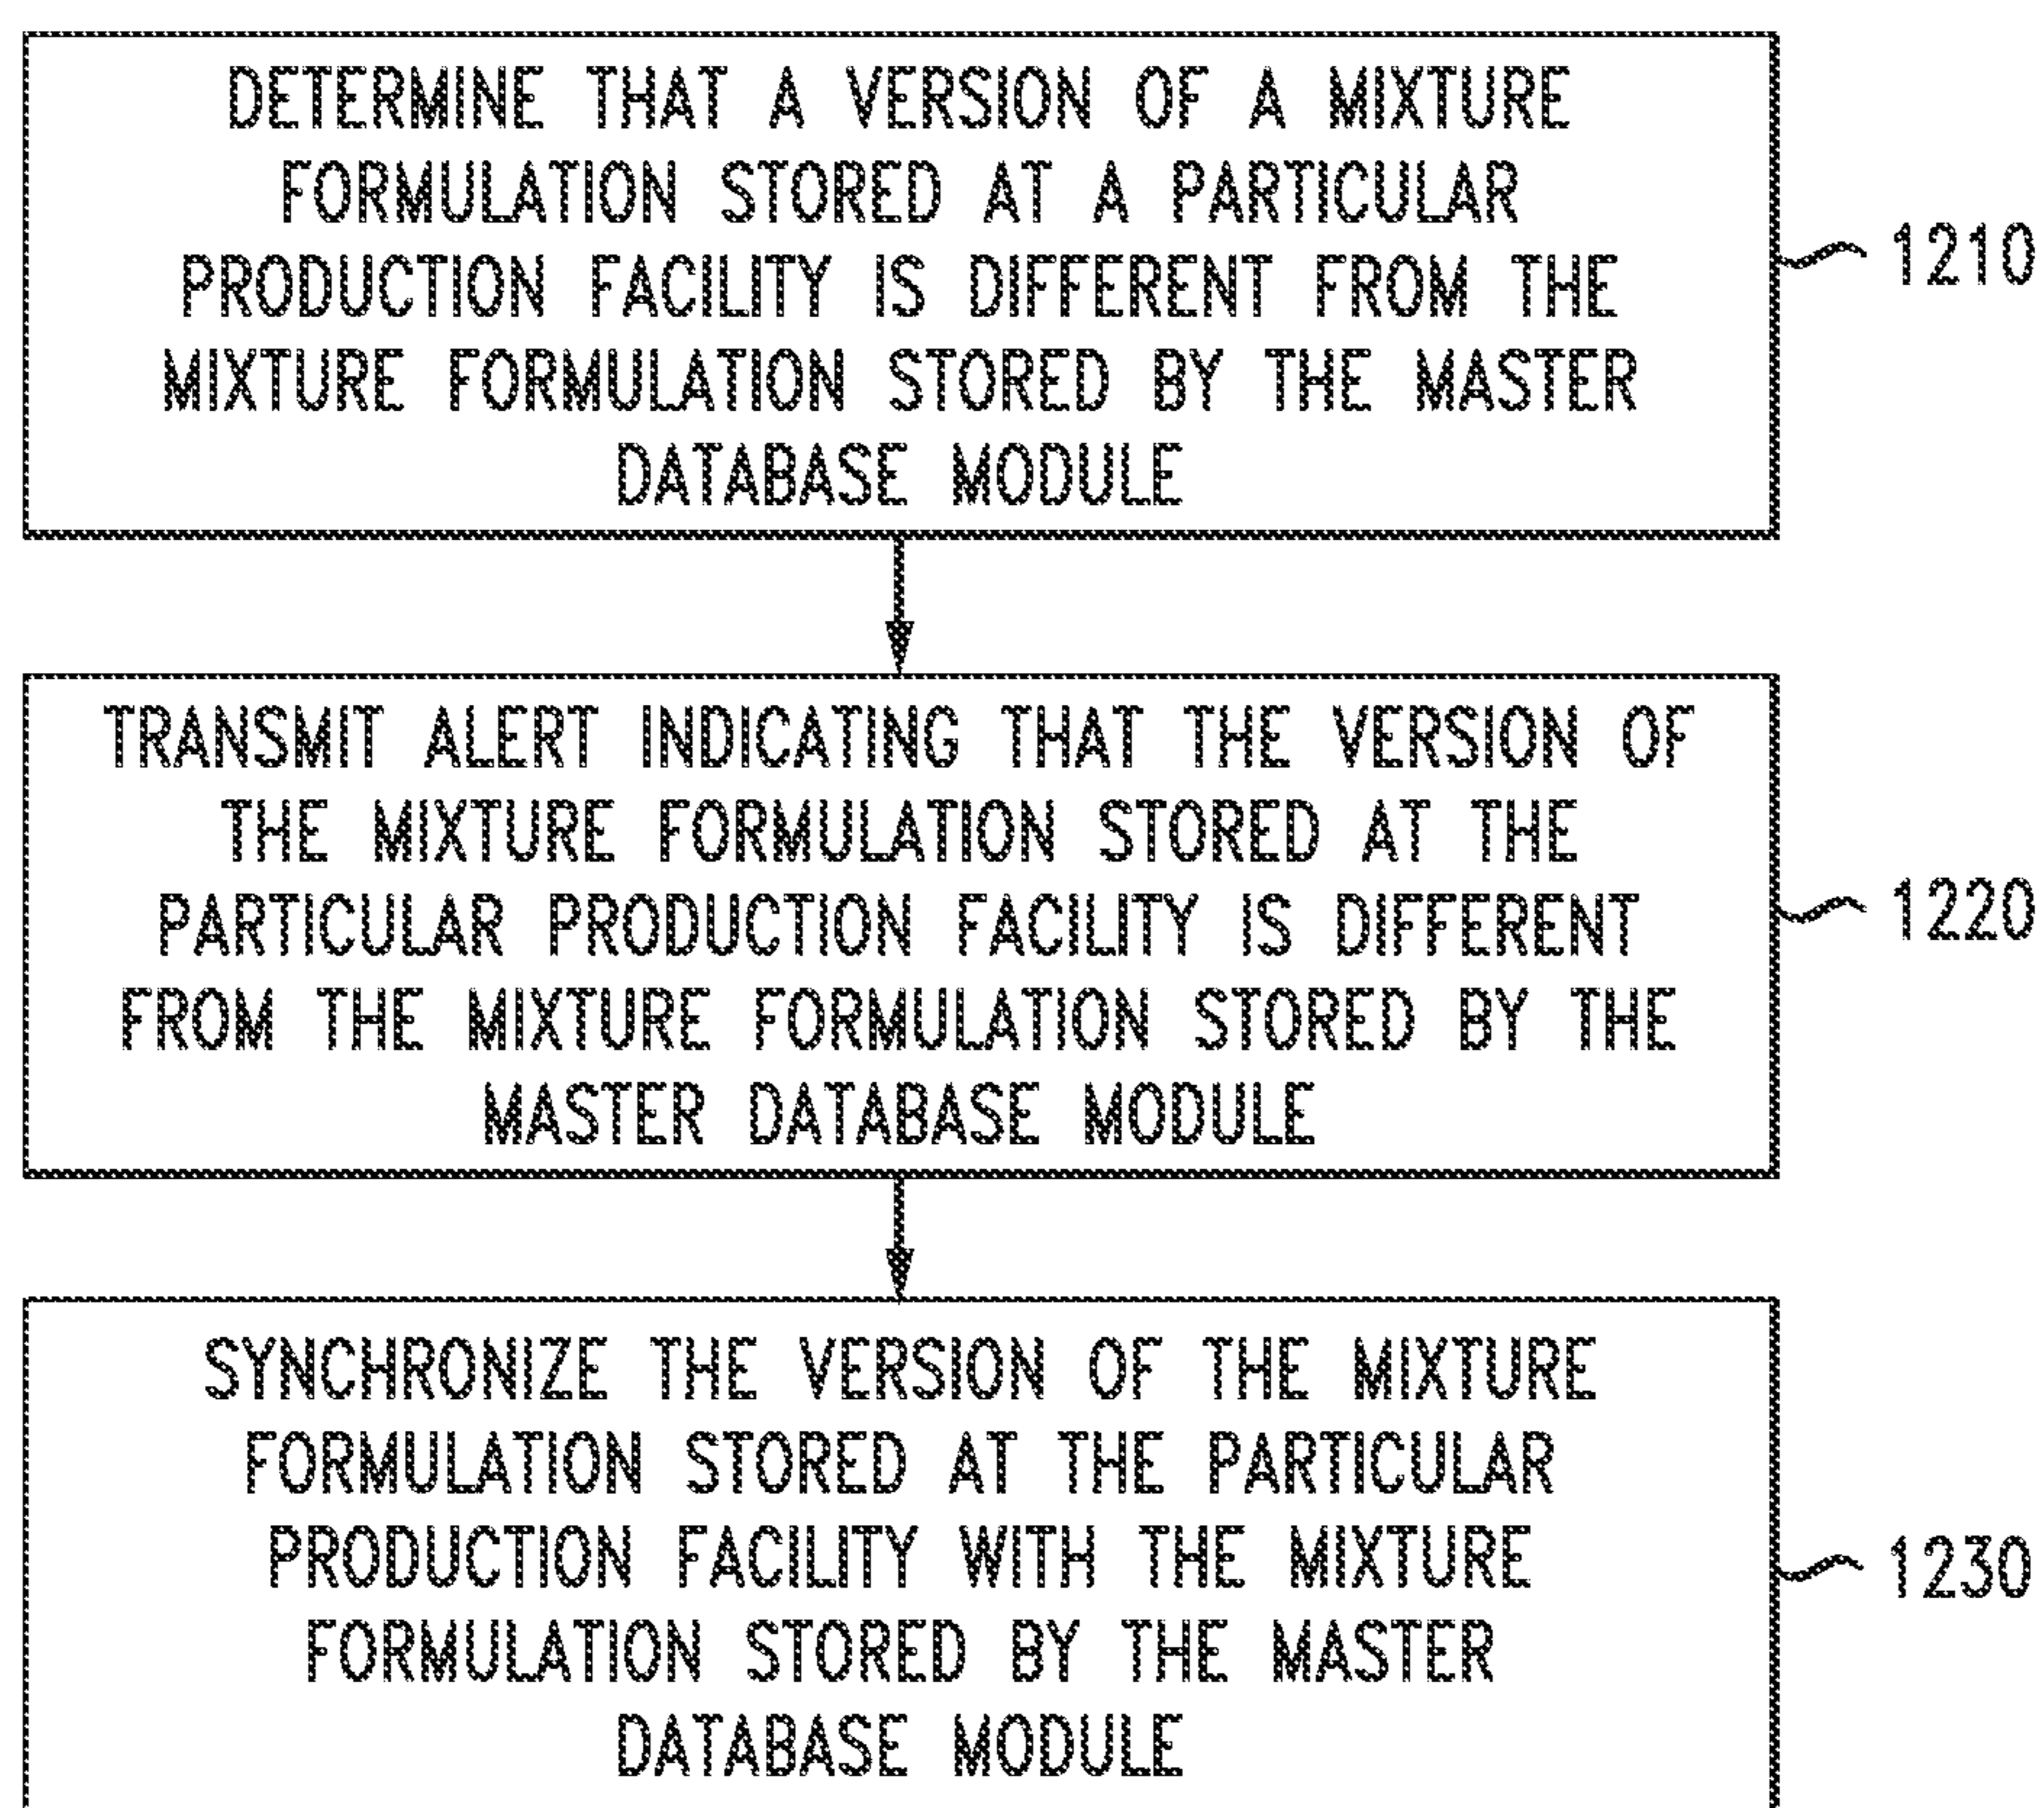 DETERMINE THAT A VERSION OF A MIXTURE
FORMULATION STORED AT A PARTICULAR
PRODUCTION FACILITY IS DIFFERENT FROM THE
MIXTURE FORMULATION STORED BY THE MASTER
DATABASE MODULE
1210
TRANSMIT ALERT INDICATING THAT THE VERSION OF
THE MIXTURE FORMULATION STORED AT THE
PARTICULAR PRODUCTION FACILITY IS DIFFERENT
FROM THE MIXTURE FORMULATION STORED BY THE
MASTER DATABASE MODULE
1220
SYNCHRONIZE THE VERSION OF THE MIXTURE
FORMULATION STORED AT THE PARTICULAR
PRODUCTION FACILITY WITH THE MIXTURE
FORMULATION STORED BY THE MASTER
DATABASE MODULE
1230